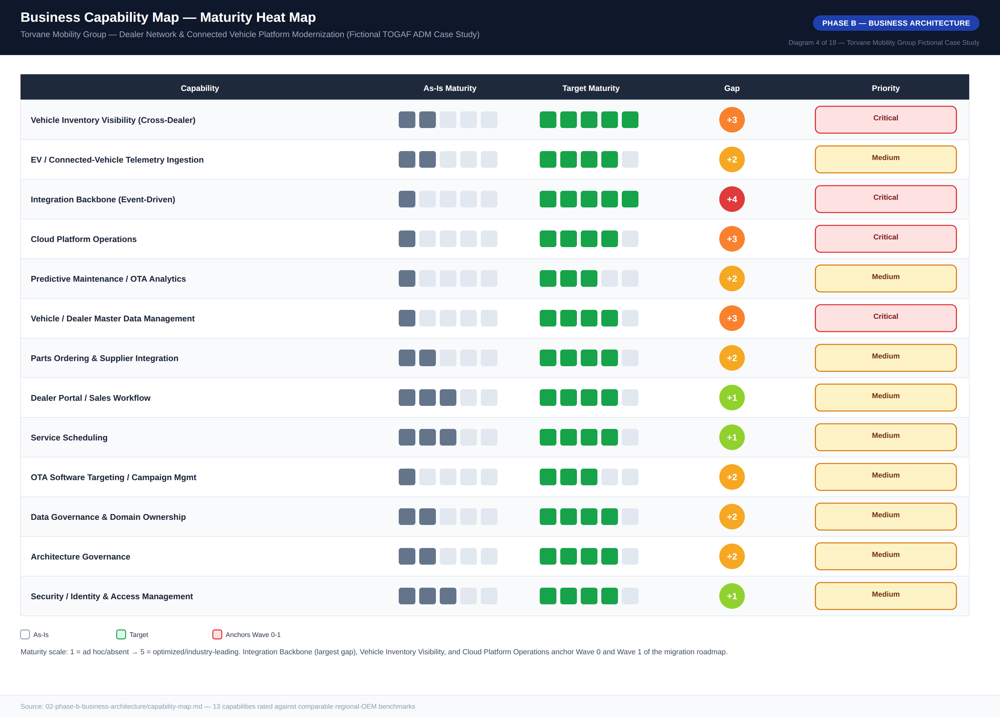 Business Capability Map — Maturity Heat Map
Torvane Mobility Group — Dealer Network & Connected Vehicle Platform Modernization (Fictional TOGAF ADM Case Study)
PHASE B — BUSINESS ARCHITECTURE
Diagram 4 of 18 — Torvane Mobility Group Fictional Case Study
Capability As-Is Maturity Target Maturity Gap Priority
Vehicle Inventory Visibility (Cross-Dealer) +3 Critical
EV / Connected-Vehicle Telemetry Ingestion +2 Medium
Integration Backbone (Event-Driven) +4 Critical
Cloud Platform Operations +3 Critical
Predictive Maintenance / OTA Analytics +2 Medium
Vehicle / Dealer Master Data Management +3 Critical
Parts Ordering & Supplier Integration +2 Medium
Dealer Portal / Sales Workflow +1 Medium
Service Scheduling +1 Medium
OTA Software Targeting / Campaign Mgmt +2 Medium
Data Governance & Domain Ownership +2 Medium
Architecture Governance +2 Medium
Security / Identity & Access Management +1 Medium
As-Is Target Anchors Wave 0-1
Maturity scale: 1 = ad hoc/absent → 5 = optimized/industry-leading. Integration Backbone (largest gap), Vehicle Inventory Visibility, and Cloud Platform Operations anchor Wave 0 and Wave 1 of the migration roadmap.
Source: 02-phase-b-business-architecture/capability-map.md — 13 capabilities rated against comparable regional-OEM benchmarks